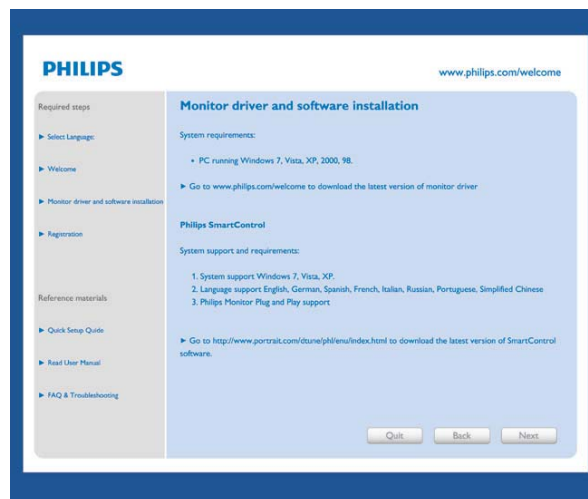 PHILIPS
www.philips.com/welcome
Required steps
► Select Language:
► Welcome
► Monitor driver and software installation
► Registration
Reference materials
► Quick Setup Quide
► Read User Manual
► FAQ & Troubleshooting
Monitor driver and software installation
System requirements:
• PC running Windows 7, Vista, XP, 2000, 98.
► Go to www.philips.com/welcome to download the latest version of monitor driver
Philips SmartControl
System support and requirements:
1. System support Windows 7, Vista, XP.
2. Language support English, German, Spanish, French, Italian, Russian, Portuguese, Simplified Chinese
3. Philips Monitor Plug and Play support
► Go to http://www.portrait.com/dtune/phl/enu/index.html to download the latest version of SmartControl
software.
Quit
Back
Next